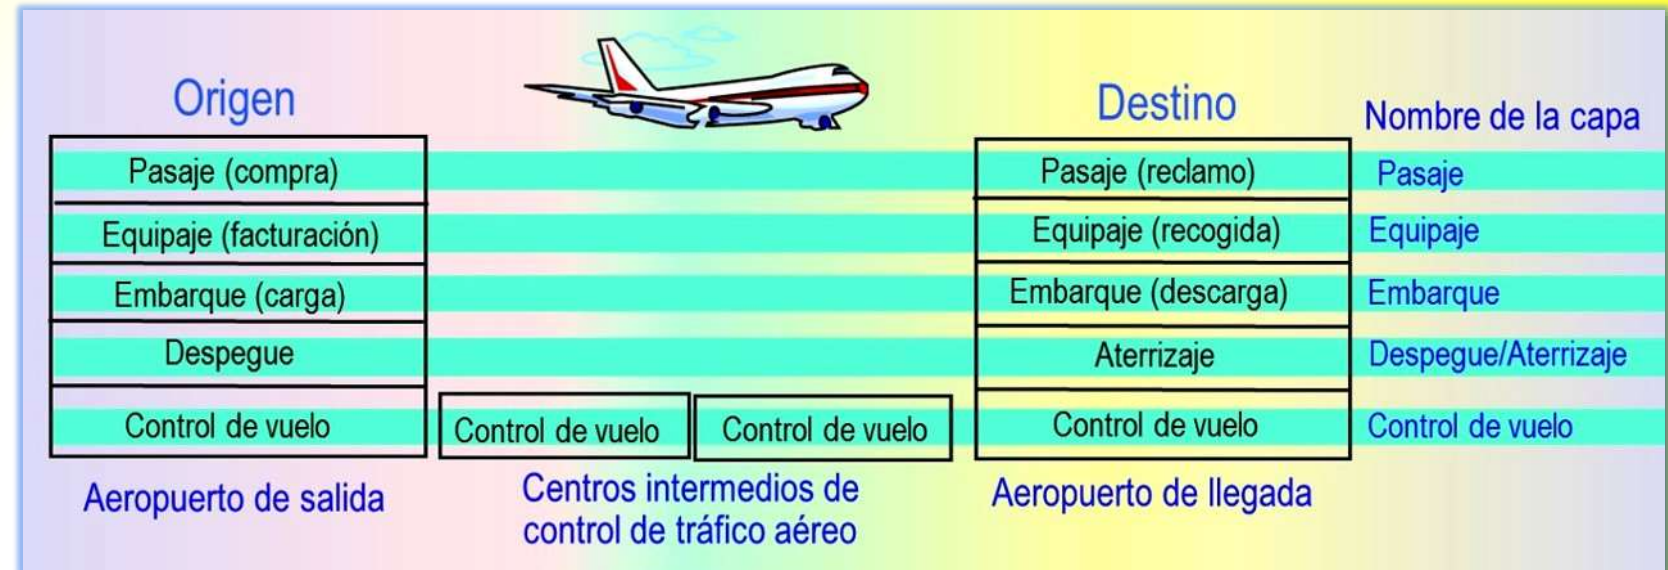 Origen
Destino
Nombre de la capa
Pasaje (compra)
Pasaje (reclamo)
Pasaje
Equipaje (facturación)
Equipaje (recogida)
Equipaje
Embarque (carga)
Embarque (descarga)
Embarque
Despegue
Aterrizaje
Despegue/Aterrizaje
Control de vuelo
Control de vuelo
Control de vuelo
Control de vuelo
Control de vuelo
Aeropuerto de salida
Centros intermedios de
control de tráfico aéreo
Aeropuerto de llegada